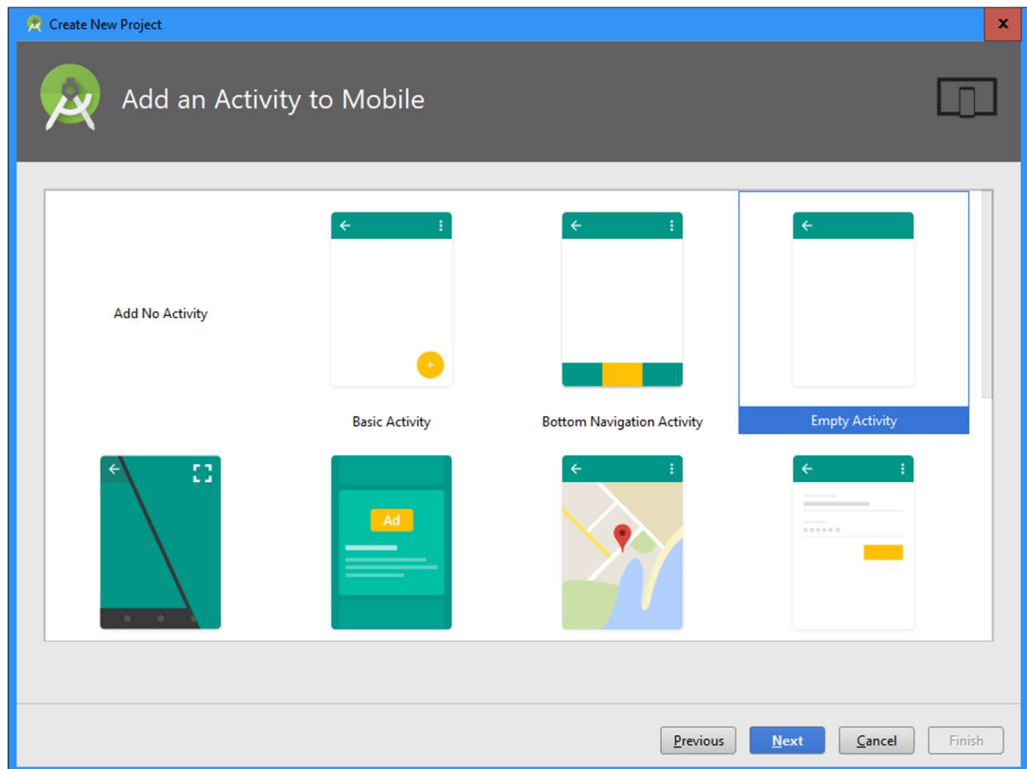 Create New Project
x
Add an Activity to Mobile
Add No Activity
Basic Activity
Bottom Navigation Activity
Empty Activity
Ad
Previous
Next
Cancel
Finish